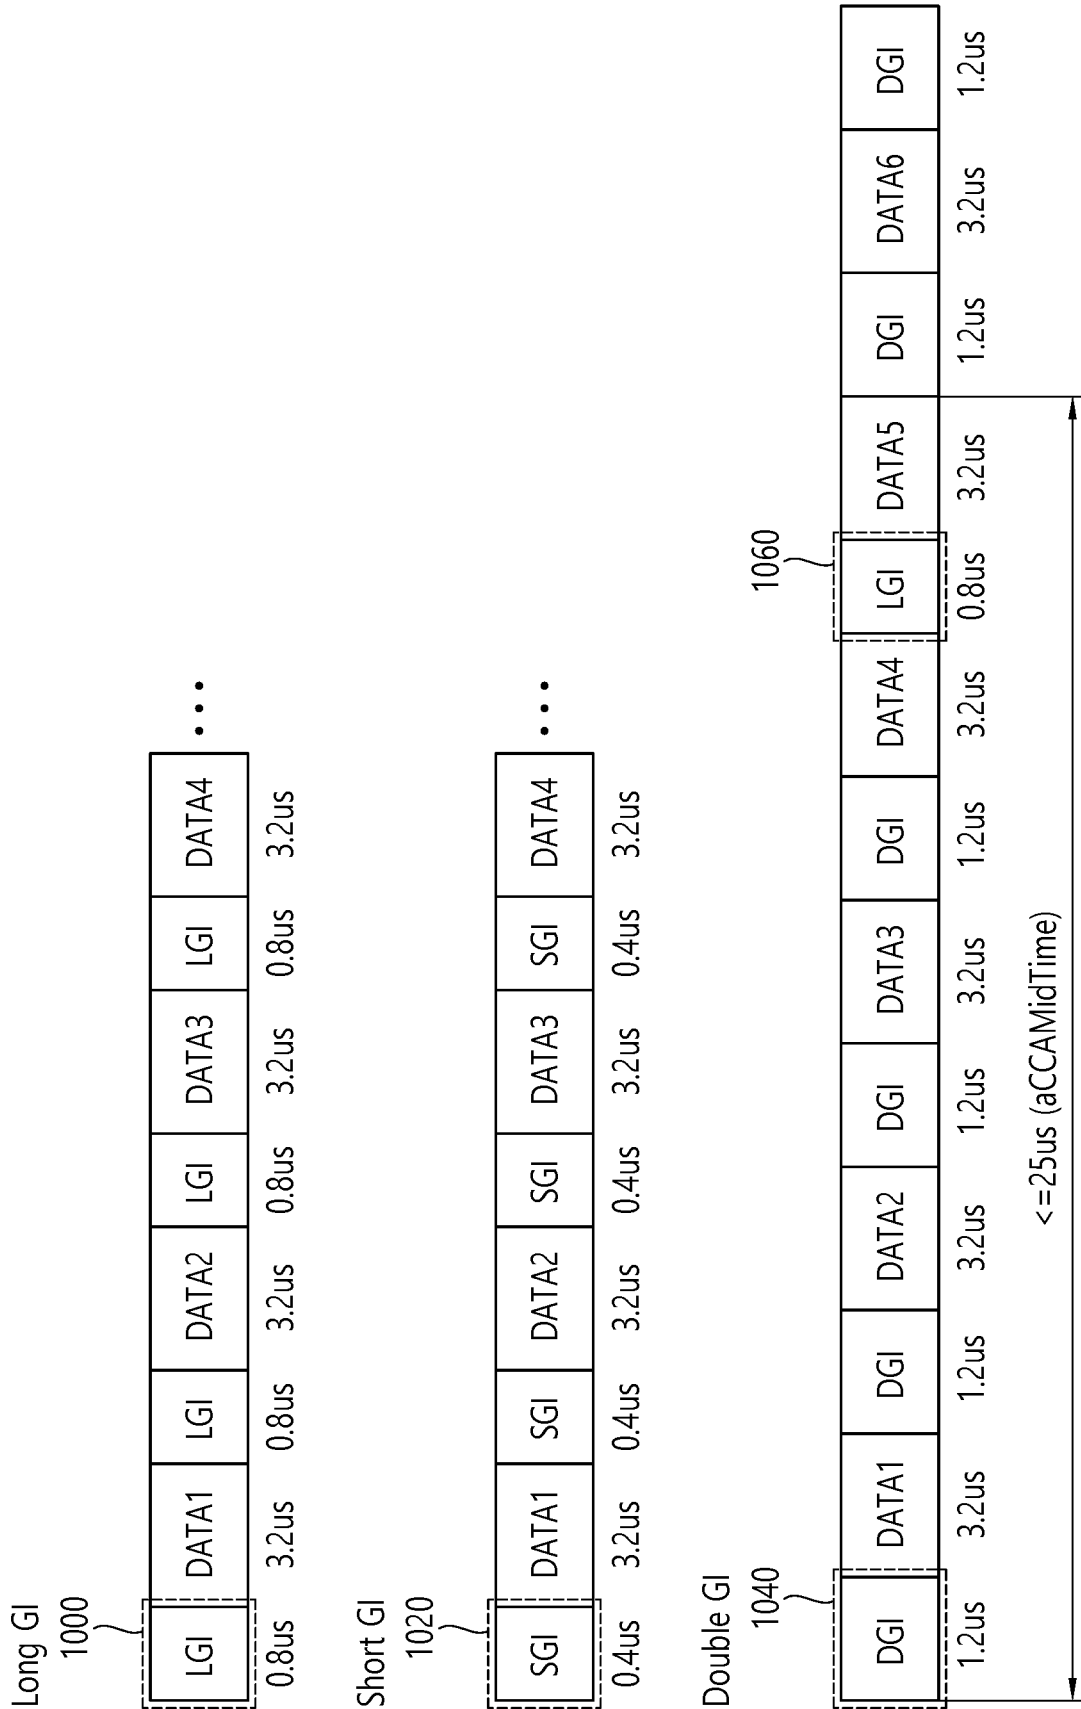 Long GI
1000
LGI DATA1 LGI DATA2 LGI DATA3 LGI DATA4 •••
0.8us 3.2us 0.8us 3.2us 0.8us 3.2us 0.8us 3.2us
Short GI
1020
SGI DATA1 SGI DATA2 SGI DATA3 SGI DATA4 •••
0.4us 3.2us 0.4us 3.2us 0.4us 3.2us 0.4us 3.2us
Double GI
1040 1060
DGI DATA1 DGI DATA2 DGI DATA3 DGI DATA4 LGI DATA5 DGI DATA6 DGI
1.2us 3.2us 1.2us 3.2us 1.2us 3.2us 1.2us 3.2us 0.8us 3.2us 1.2us 3.2us 1.2us
<=25us (aCCAMidTime)